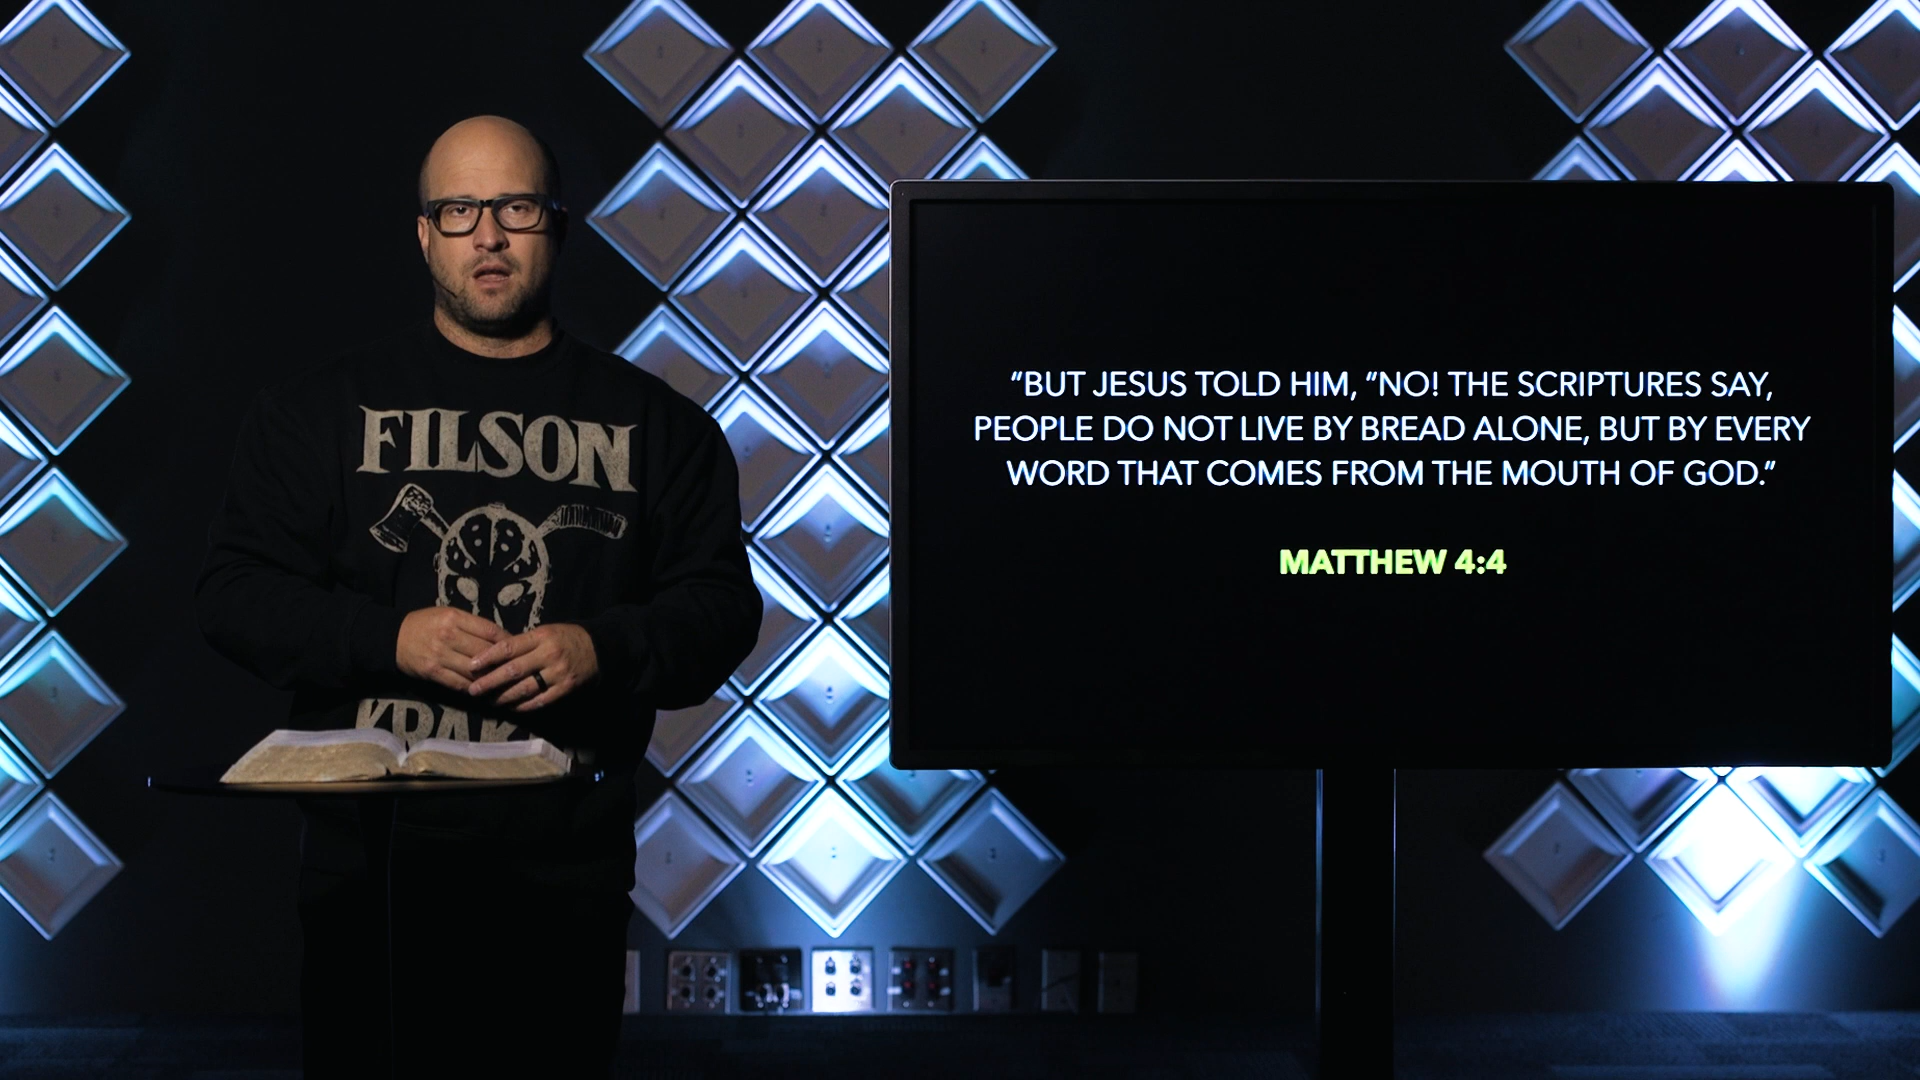 FILSON
“BUT JESUS TOLD HIM, “NO! THE SCRIPTURES SAY,
PEOPLE DO NOT LIVE BY BREAD ALONE, BUT BY EVERY
WORD THAT COMES FROM THE MOUTH OF GOD.”
MATTHEW 4:4